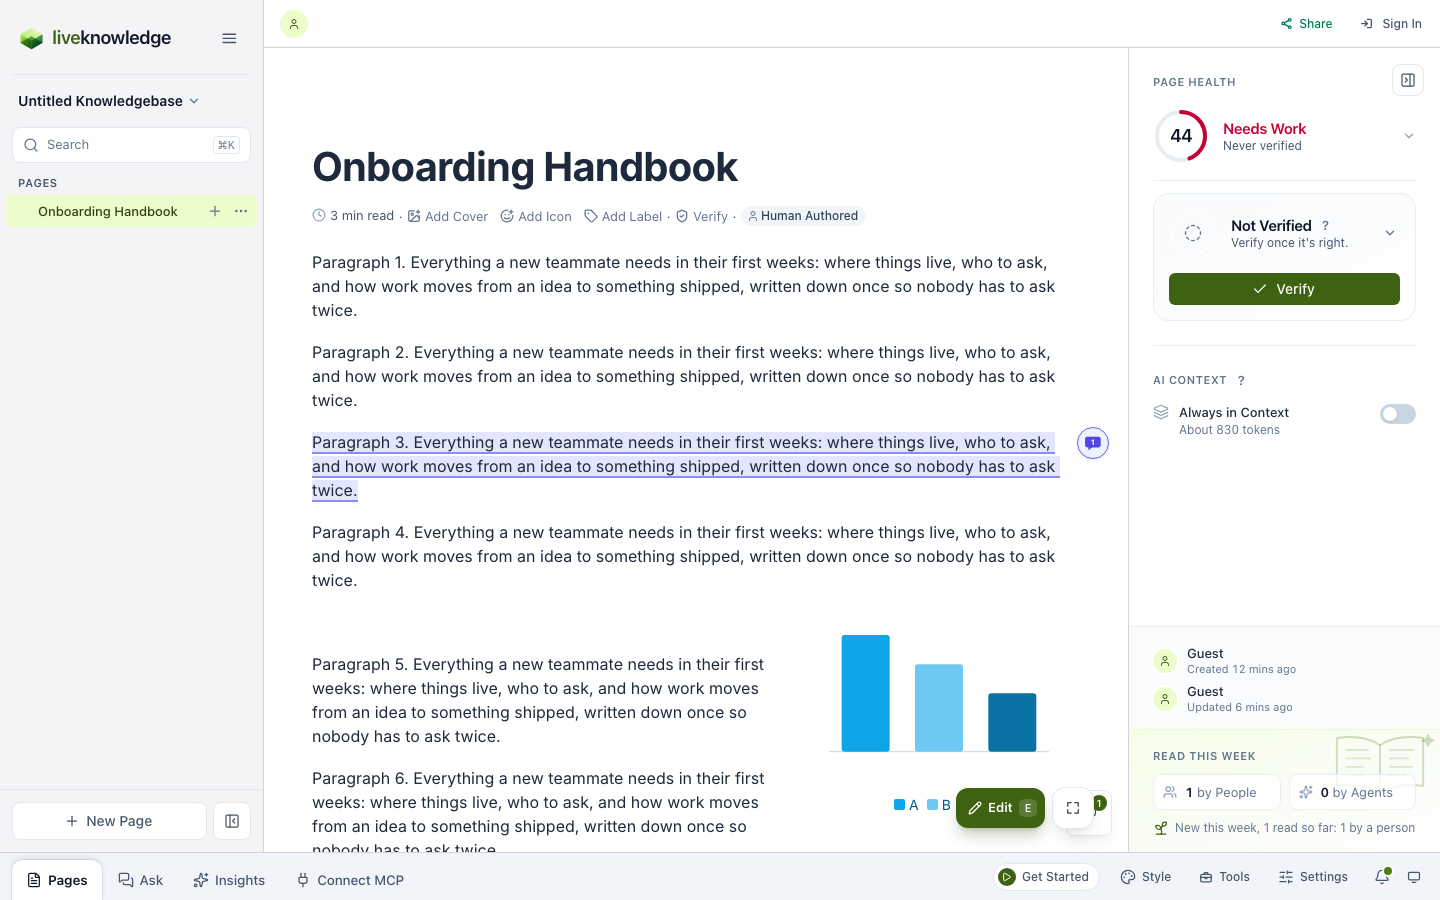 liveknowledge
Share
Sign In
Untitled Knowledgebase
Search
⌘K
PAGES
Onboarding Handbook
Onboarding Handbook
3 min read · Add Cover Add Icon Add Label · Verify · Human Authored
Paragraph 1. Everything a new teammate needs in their first weeks: where things live, who to ask,
and how work moves from an idea to something shipped, written down once so nobody has to ask
twice.
Paragraph 2. Everything a new teammate needs in their first weeks: where things live, who to ask,
and how work moves from an idea to something shipped, written down once so nobody has to ask
twice.
Paragraph 3. Everything a new teammate needs in their first weeks: where things live, who to ask,
and how work moves from an idea to something shipped, written down once so nobody has to ask
twice.
1
Paragraph 4. Everything a new teammate needs in their first weeks: where things live, who to ask,
and how work moves from an idea to something shipped, written down once so nobody has to ask
twice.
Paragraph 5. Everything a new teammate needs in their first
weeks: where things live, who to ask, and how work moves
from an idea to something shipped, written down once so
nobody has to ask twice.
Paragraph 6. Everything a new teammate needs in their first
weeks: where things live, who to ask, and how work moves
from an idea to something shipped, written down once so
nobody has to ask twice.
A B
Edit E
1
PAGE HEALTH
44
Needs Work
Never verified
Not Verified ?
Verify once it's right.
Verify
AI CONTEXT ?
Always in Context
About 830 tokens
Guest
Created 12 mins ago
Guest
Updated 6 mins ago
READ THIS WEEK
1 by People
0 by Agents
New this week, 1 read so far: 1 by a person
New Page
Pages
Ask
Insights
Connect MCP
Get Started
Style
Tools
Settings